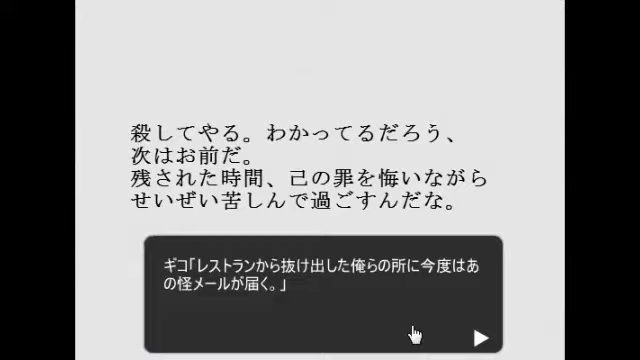 殺してやる。わかってるだろう、
次はお前だ。
残された時間、己の罪を悔いながら
せいぜい苦しんで過ごすんだな。
ギコ「レストランから抜け出した俺らの所に今度はあ
の怪メールが届く。」